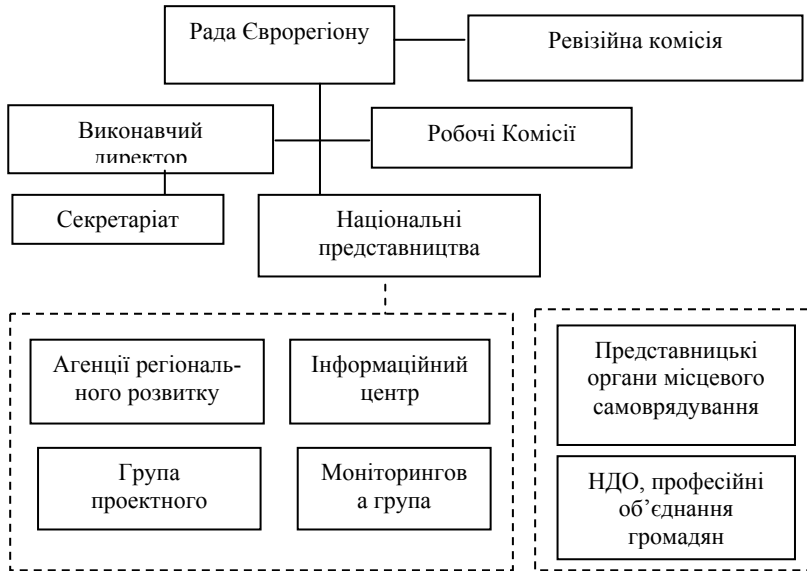 Рада Єврорегіону
Ревізійна комісія
Виконавчий
директор
Робочі Комісії
Секретаріат
Національні
представництва
Агенції регіональ-
ного розвитку
Інформаційний
центр
Представницькі
органи місцевого
самоврядування
Група
проектного
Моніторингов
а група
НДО, професійні
об’єднання
громадян